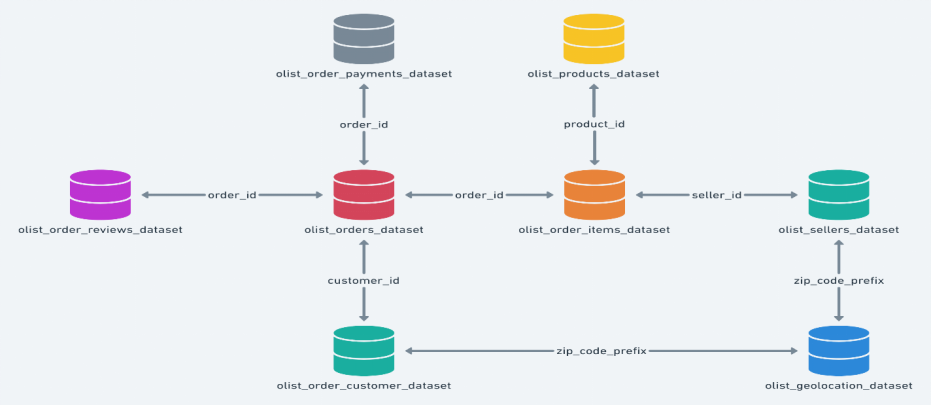 olist_order_payments_dataset
olist_products_dataset
order_id
product_id
order_id
order_id
seller_id
olist_order_reviews_dataset
olist_orders_dataset
olist_order_items_dataset
olist_sellers_dataset
customer_id
zip_code_prefix
zip_code_prefix
olist_order_customer_dataset
olist_geolocation_dataset